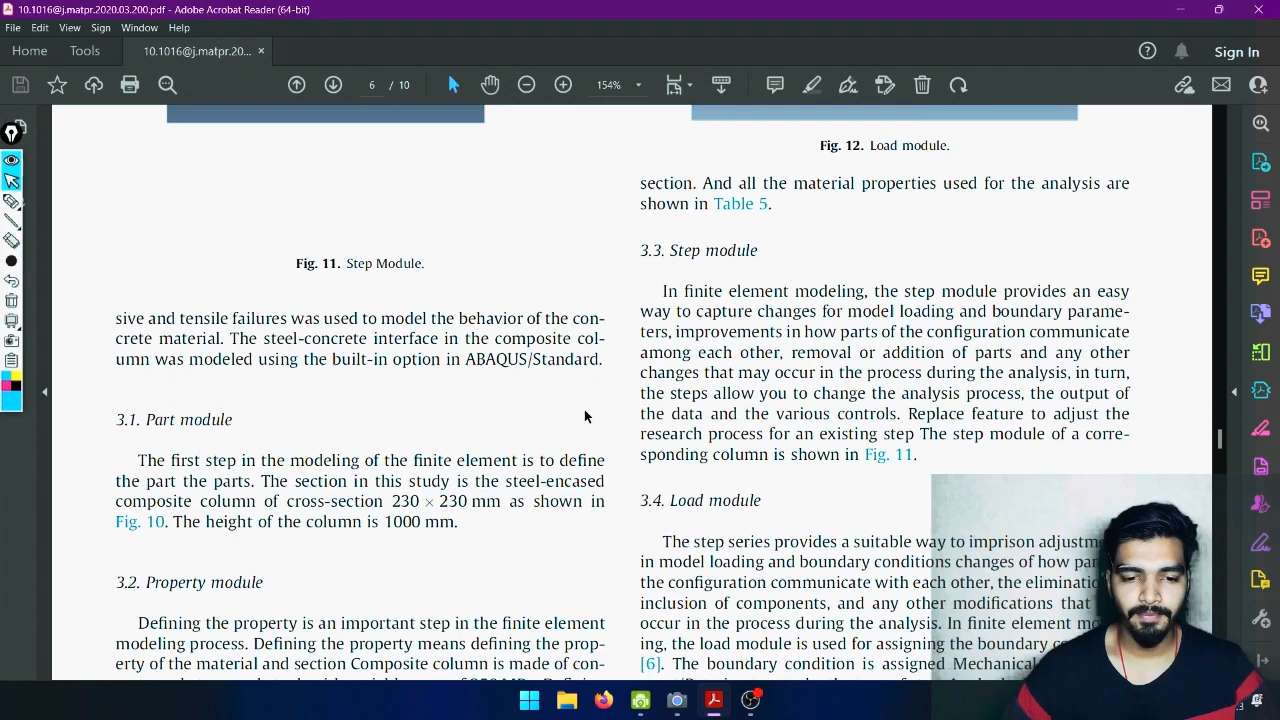 10.1016@j.matpr.2020.03.200.pdf - Adobe Acrobat Reader (64-bit)
File Edit View Sign Window Help
Home Tools 10.1016@j.matpr.20... × Sign In
6 / 10 154%
Fig. 11. Step Module.
sive and tensile failures was used to model the behavior of the con-
crete material. The steel-concrete interface in the composite col-
umn was modeled using the built-in option in ABAQUS/Standard.
3.1. Part module
The first step in the modeling of the finite element is to define
the part the parts. The section in this study is the steel-encased
composite column of cross-section 230 × 230 mm as shown in
Fig. 10. The height of the column is 1000 mm.
3.2. Property module
Defining the property is an important step in the finite element
modeling process. Defining the property means defining the prop-
erty of the material and section Composite column is made of con-
Fig. 12. Load module.
section. And all the material properties used for the analysis are
shown in Table 5.
3.3. Step module
In finite element modeling, the step module provides an easy
way to capture changes for model loading and boundary parame-
ters, improvements in how parts of the configuration communicate
among each other, removal or addition of parts and any other
changes that may occur in the process during the analysis, in turn,
the steps allow you to change the analysis process, the output of
the data and the various controls. Replace feature to adjust the
research process for an existing step The step module of a corre-
sponding column is shown in Fig. 11.
3.4. Load module
The step series provides a suitable way to imprison adjustme
in model loading and boundary conditions changes of how par
the configuration communicate with each other, the eliminatio
inclusion of components, and any other modifications that
occur in the process during the analysis. In finite element mo
ing, the load module is used for assigning the boundary co
[6]. The boundary condition is assigned Mechanical